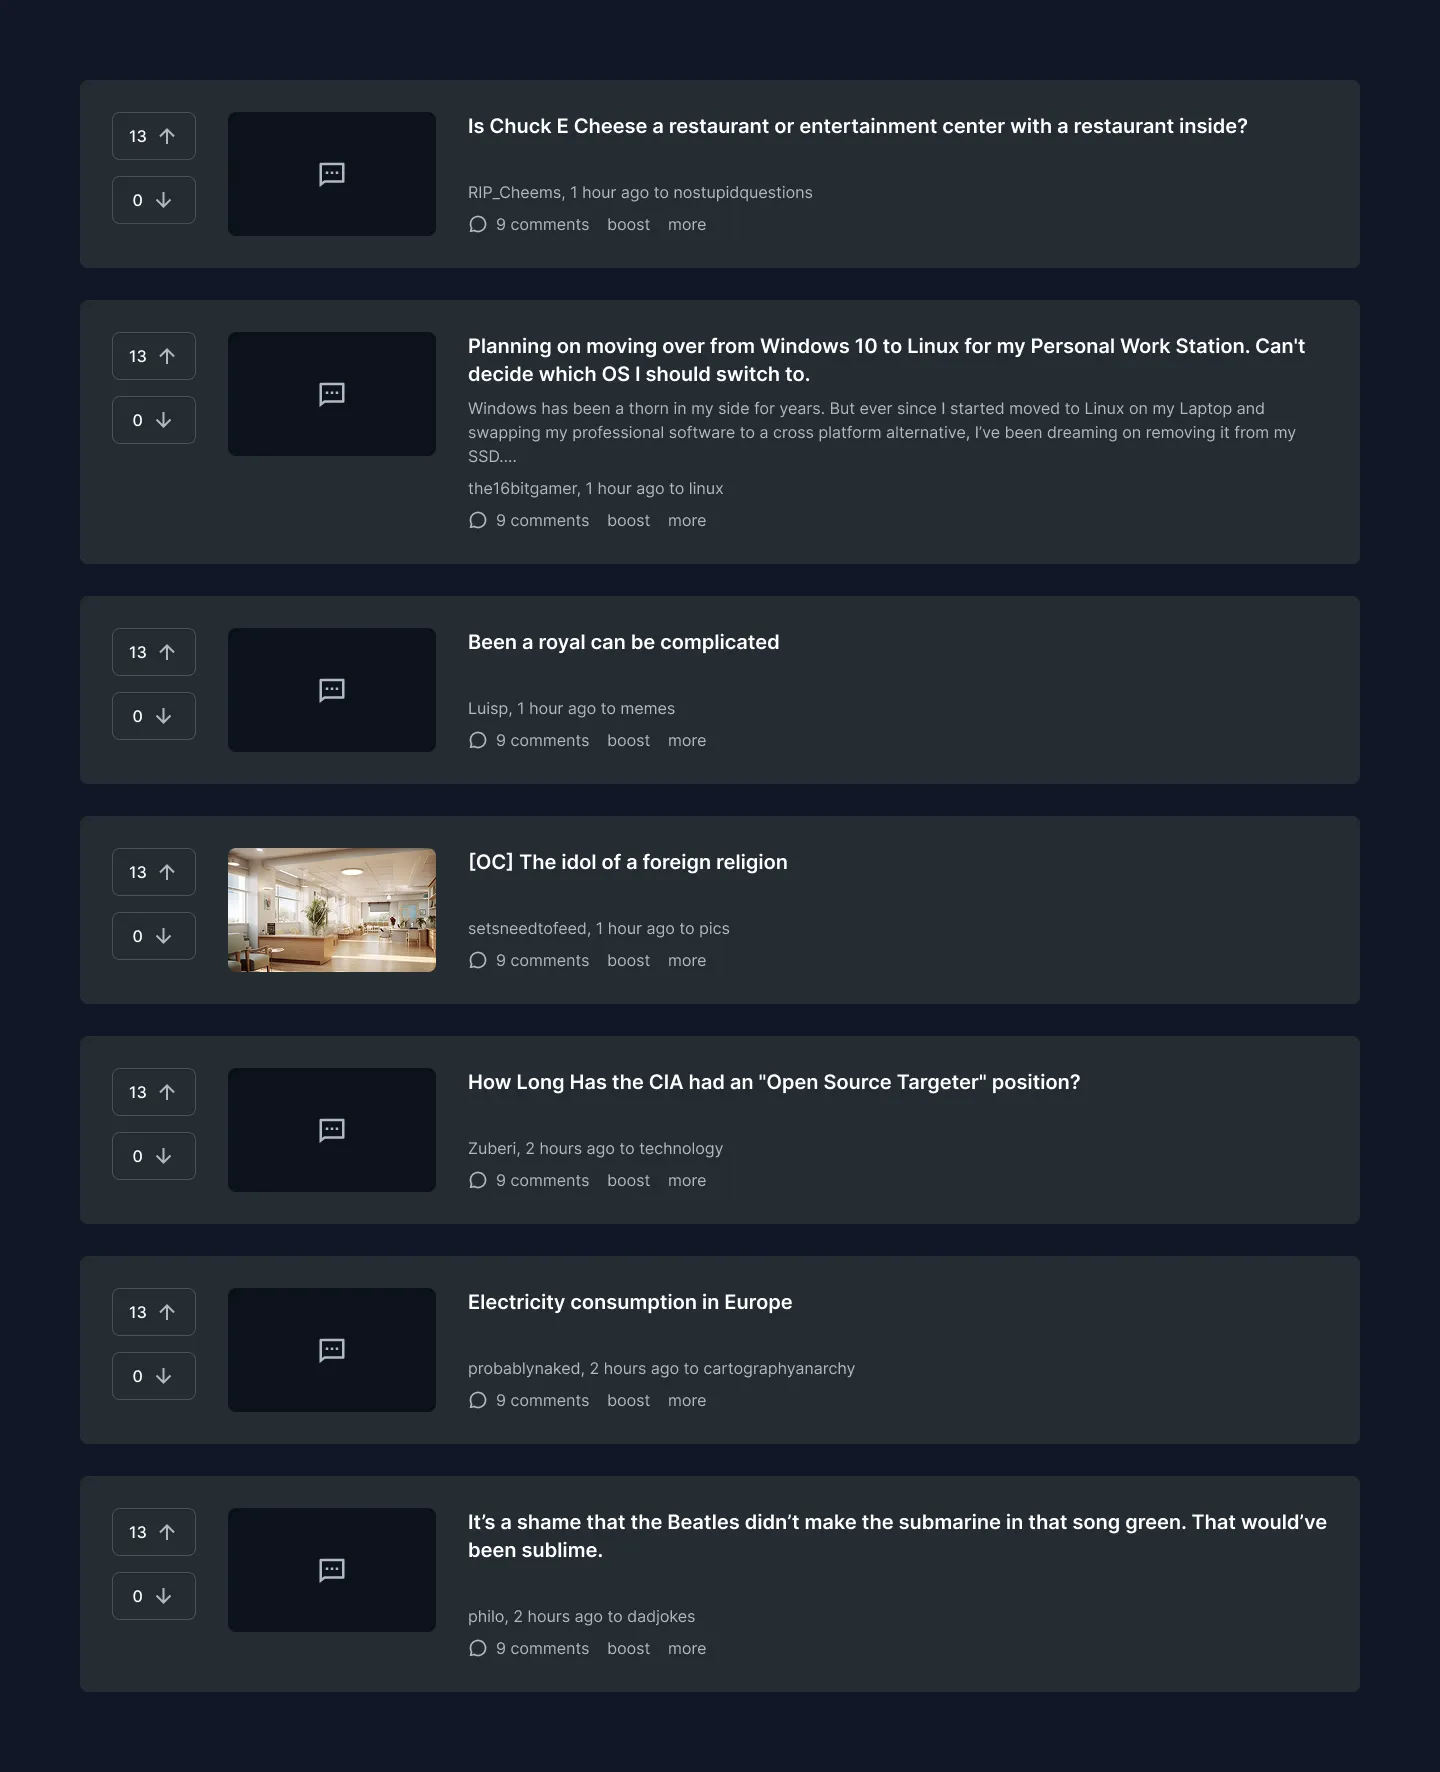 13
0
Is Chuck E Cheese a restaurant or entertainment center with a restaurant inside?
RIP_Cheems, 1 hour ago to nostupidquestions
9 comments boost more
13
0
Planning on moving over from Windows 10 to Linux for my Personal Work Station. Can't
decide which OS I should switch to.
Windows has been a thorn in my side for years. But ever since I started moved to Linux on my Laptop and
swapping my professional software to a cross platform alternative, I’ve been dreaming on removing it from my
SSD....
the16bitgamer, 1 hour ago to linux
9 comments boost more
13
0
Been a royal can be complicated
Luisp, 1 hour ago to memes
9 comments boost more
13
0
[OC] The idol of a foreign religion
setsneedtofeed, 1 hour ago to pics
9 comments boost more
13
0
How Long Has the CIA had an "Open Source Targeter" position?
Zuberi, 2 hours ago to technology
9 comments boost more
13
0
Electricity consumption in Europe
probablynaked, 2 hours ago to cartographyanarchy
9 comments boost more
13
0
It’s a shame that the Beatles didn’t make the submarine in that song green. That would’ve
been sublime.
philo, 2 hours ago to dadjokes
9 comments boost more